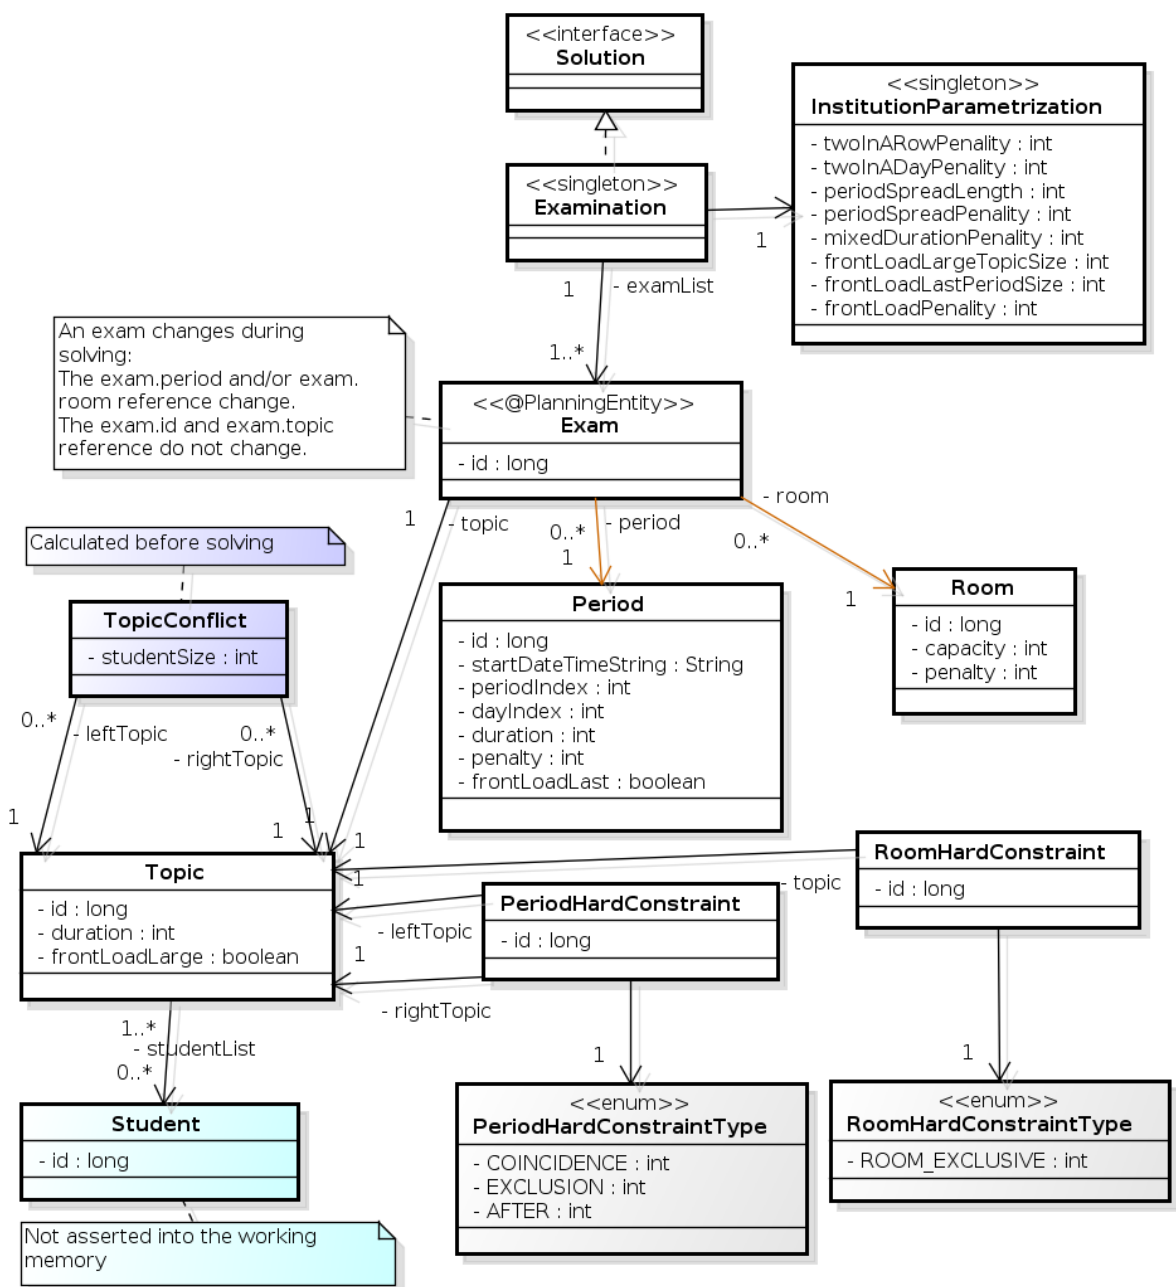 <<interface>>
Solution
<<singleton>>
InstitutionParametrization
- twoInARowPenality : int
- twoInADayPenality : int
- periodSpreadLength : int
- periodSpreadPenality : int
- mixedDurationPenality : int
- frontLoadLargeTopicSize : int
- frontLoadLastPeriodSize : int
- frontLoadPenality : int
<<singleton>>
Examination
1
1
- examList
1..*
An exam changes during
solving:
The exam.period and/or exam.
room reference change.
The exam.id and exam.topic
reference do not change.
<<@PlanningEntity>>
Exam
- id : long
1
- topic
0..*
- period
1
- room
0..*
1
Calculated before solving
TopicConflict
- studentSize : int
0..*
- leftTopic
0..*
- rightTopic
1
1
1
1
Period
- id : long
- startDateTimeString : String
- periodIndex : int
- dayIndex : int
- duration : int
- penalty : int
- frontLoadLast : boolean
Room
- id : long
- capacity : int
- penalty : int
Topic
- id : long
- duration : int
- frontLoadLarge : boolean
1
- leftTopic
1
- rightTopic
PeriodHardConstraint
- id : long
- topic
RoomHardConstraint
- id : long
1..*
- studentList
0..*
1
1
Student
- id : long
Not asserted into the working
memory
<<enum>>
PeriodHardConstraintType
- COINCIDENCE : int
- EXCLUSION : int
- AFTER : int
<<enum>>
RoomHardConstraintType
- ROOM_EXCLUSIVE : int